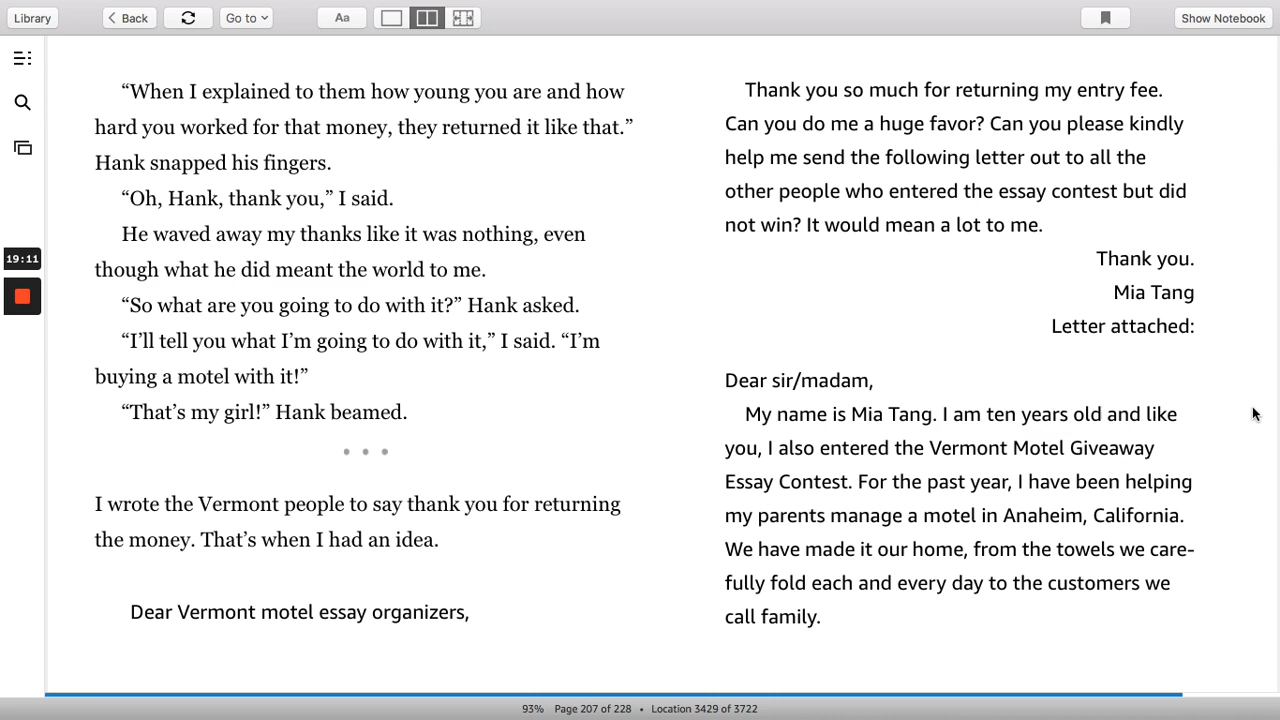 Library
Back
Go to
Aa
Show Notebook
19:11
“When I explained to them how young you are and how
hard you worked for that money, they returned it like that.”
Hank snapped his fingers.
“Oh, Hank, thank you,” I said.
He waved away my thanks like it was nothing, even
though what he did meant the world to me.
“So what are you going to do with it?” Hank asked.
“I’ll tell you what I’m going to do with it,” I said. “I’m
buying a motel with it!”
“That’s my girl!” Hank beamed.
• • •
I wrote the Vermont people to say thank you for returning
the money. That’s when I had an idea.
Dear Vermont motel essay organizers,
Thank you so much for returning my entry fee.
Can you do me a huge favor? Can you please kindly
help me send the following letter out to all the
other people who entered the essay contest but did
not win? It would mean a lot to me.
Thank you.
Mia Tang
Letter attached:
Dear sir/madam,
My name is Mia Tang. I am ten years old and like
you, I also entered the Vermont Motel Giveaway
Essay Contest. For the past year, I have been helping
my parents manage a motel in Anaheim, California.
We have made it our home, from the towels we care-
fully fold each and every day to the customers we
call family.
93% Page 207 of 228 • Location 3429 of 3722